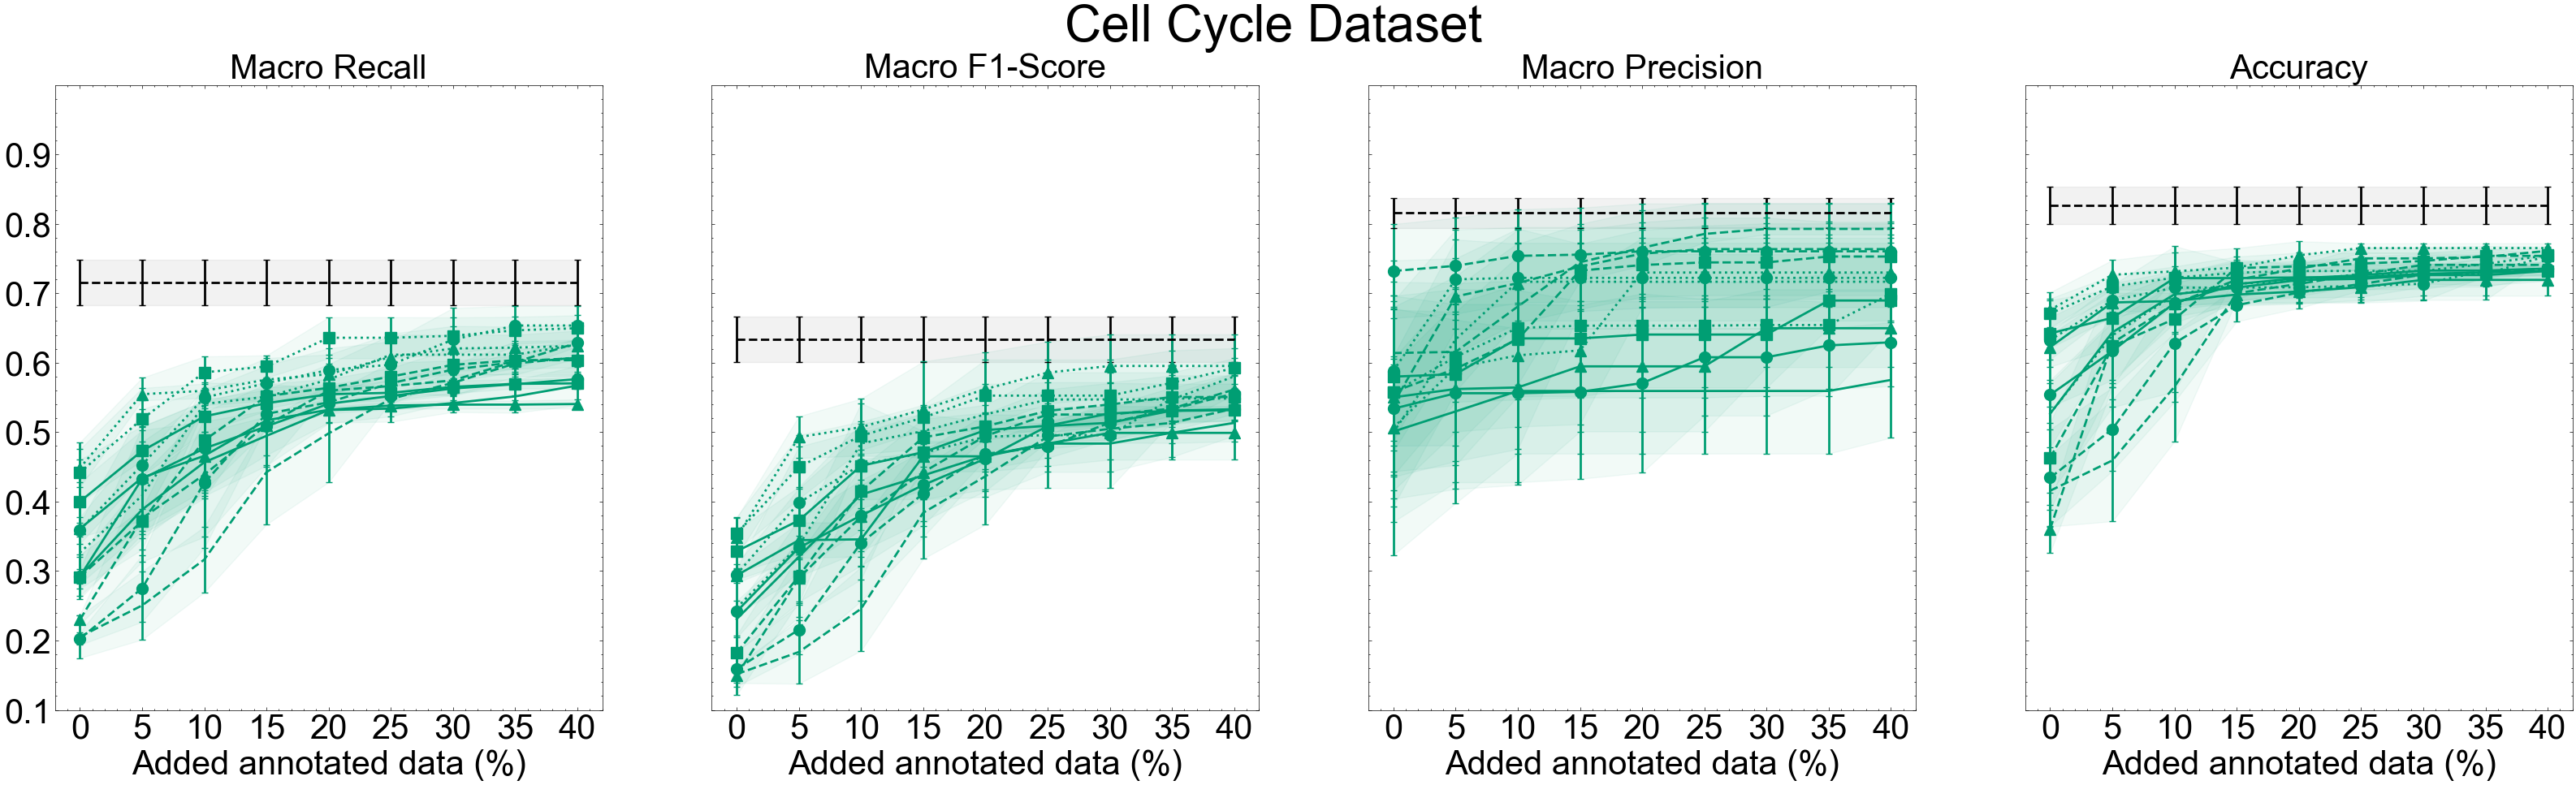 Cell Cycle Dataset
Macro Recall
Macro F1-Score
Macro Precision
Accuracy
0.9
0.8
0.7
0.6
0.5
0.4
0.3
0.2
0.1
0 5 10 15 20 25 30 35 40
0 5 10 15 20 25 30 35 40
0 5 10 15 20 25 30 35 40
0 5 10 15 20 25 30 35 40
Added annotated data (%)
Added annotated data (%)
Added annotated data (%)
Added annotated data (%)